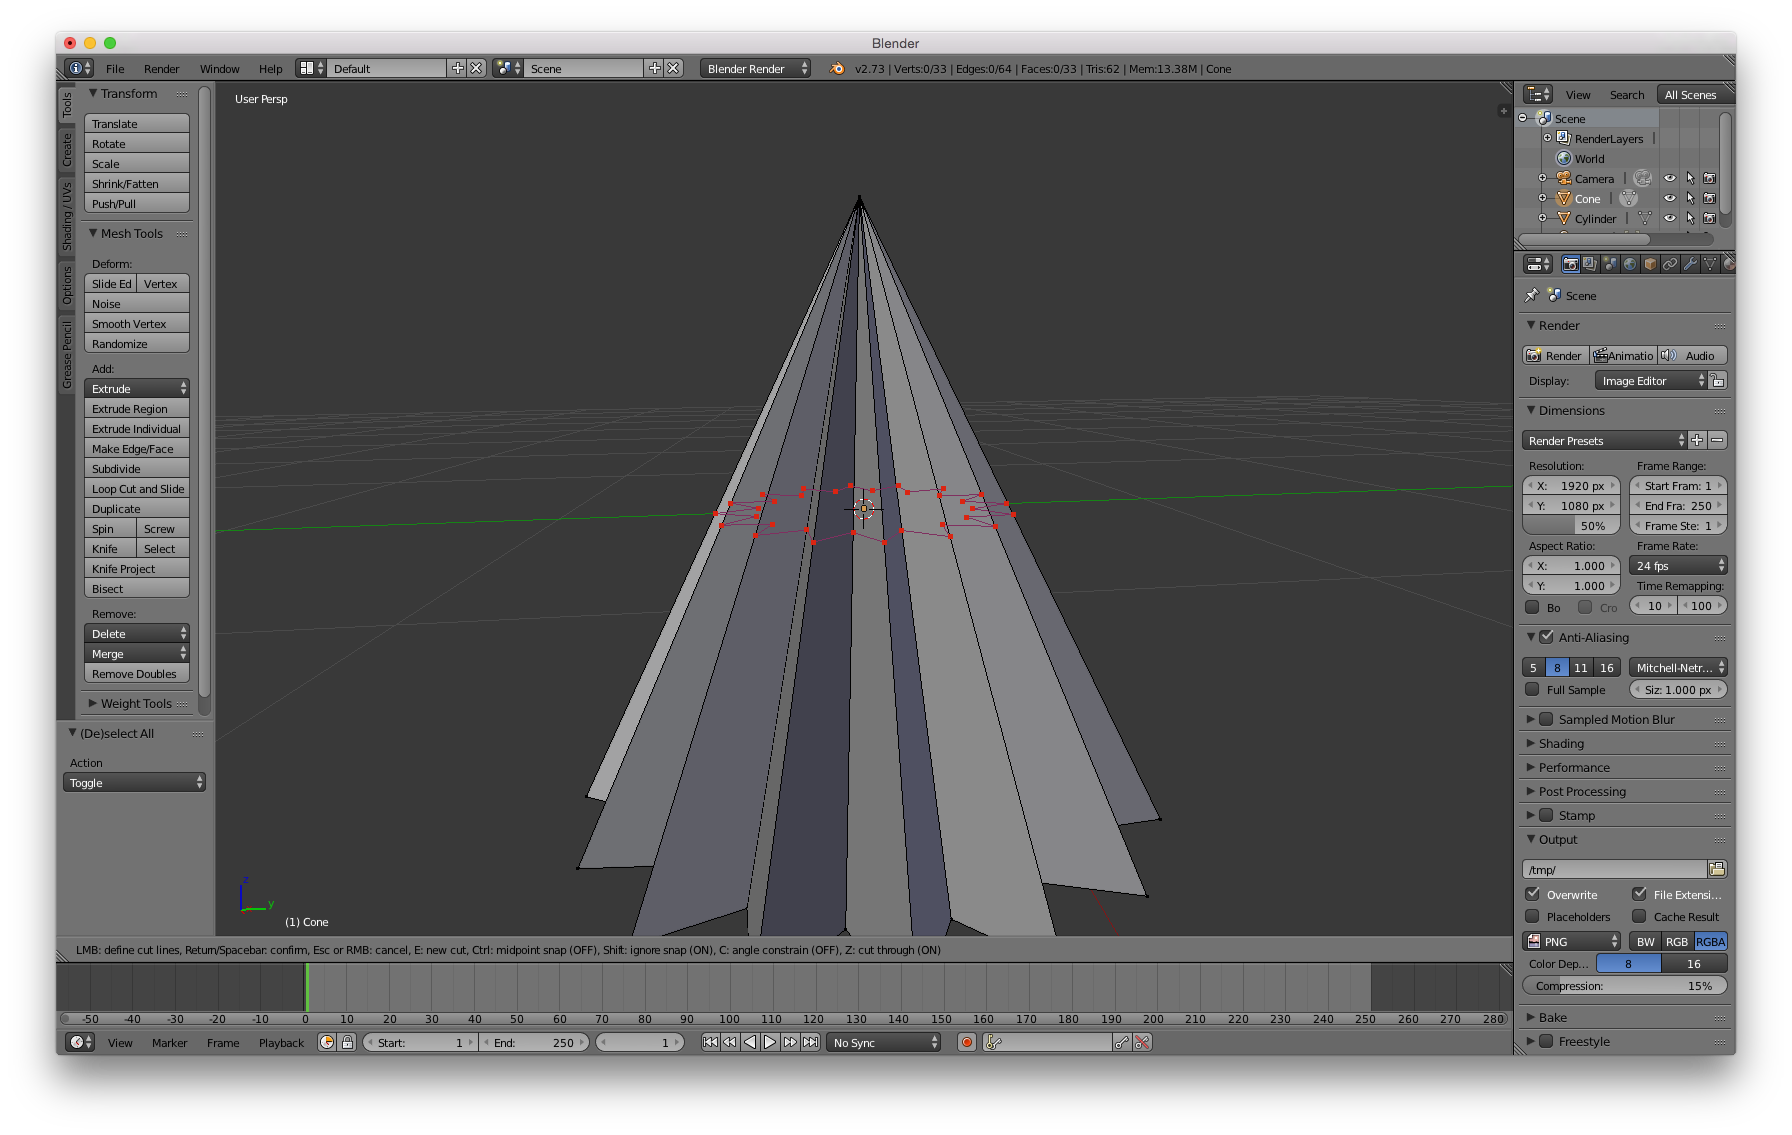 Blender
File Render Window Help Default Scene Blender Render v2.73 | Verts:0/33 | Edges:0/64 | Faces:0/33 | Tris:62 | Mem:13.38M | Cone
Tools
Create
Shading / UVs
Options
Grease Pencil
Transform
Translate
Rotate
Scale
Shrink/Fatten
Push/Pull
Mesh Tools
Deform:
Slide Ed Vertex
Noise
Smooth Vertex
Randomize
Add:
Extrude
Extrude Region
Extrude Individual
Make Edge/Face
Subdivide
Loop Cut and Slide
Duplicate
Spin Screw
Knife Select
Knife Project
Bisect
Remove:
Delete
Merge
Remove Doubles
Weight Tools
(De)select All
Action
Toggle
User Persp
z
y
(1) Cone
LMB: define cut lines, Return/Spacebar: confirm, Esc or RMB: cancel, E: new cut, Ctrl: midpoint snap (OFF), Shift: ignore snap (ON), C: angle constrain (OFF), Z: cut through (ON)
-50 -40 -30 -20 -10 0 10 20 30 40 50 60 70 80 90 100 110 120 130 140 150 160 170 180 190 200 210 220 230 240 250 260 270 280
View Marker Frame Playback Start: 1 End: 250 1 No Sync
View Search All Scenes
Scene
RenderLayers |
World
Camera |
Cone |
Cylinder |
Scene
Render
Render Animatio Audio
Display: Image Editor
Dimensions
Render Presets
Resolution: Frame Range:
X: 1920 px Start Fram: 1
Y: 1080 px End Fra: 250
50% Frame Ste: 1
Aspect Ratio: Frame Rate:
X: 1.000 24 fps
Y: 1.000 Time Remapping:
Bo Cro 10 100
Anti-Aliasing
5 8 11 16 Mitchell-Netr...
Full Sample Siz: 1.000 px
Sampled Motion Blur
Shading
Performance
Post Processing
Stamp
Output
/tmp/
Overwrite File Extensi...
Placeholders Cache Result
PNG BW RGB RGBA
Color Dep... 8 16
Compression: 15%
Bake
Freestyle